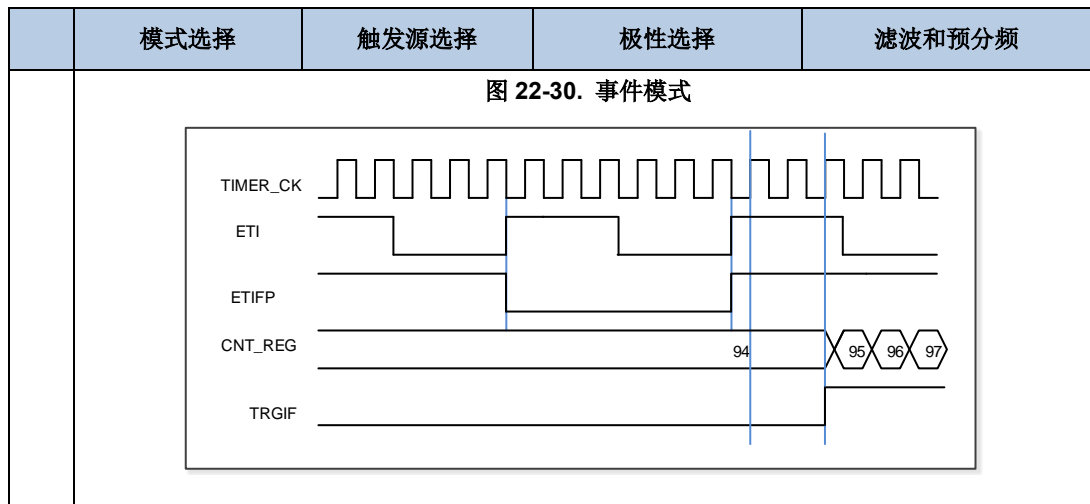 模式选择 触发源选择 极性选择 滤波和预分频
图 22-30. 事件模式
TIMER_CK
ETI
ETIFP
CNT_REG 94 95 96 97
TRGIF